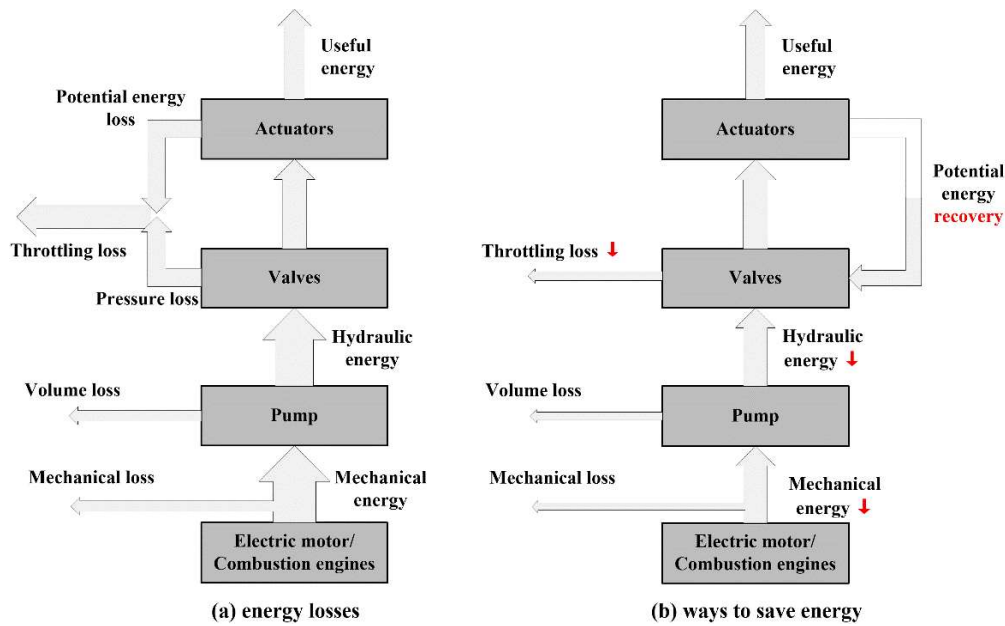 Useful
energy
Potential energy
loss
Actuators
Throttling loss
Valves
Pressure loss
Hydraulic
energy
Volume loss
Pump
Mechanical loss
Mechanical
energy
Electric motor/
Combustion engines
(a) energy losses
Useful
energy
Actuators
Potential
energy
recovery
Throttling loss ↓
Valves
Hydraulic
energy ↓
Volume loss
Pump
Mechanical loss
Mechanical
energy ↓
Electric motor/
Combustion engines
(b) ways to save energy